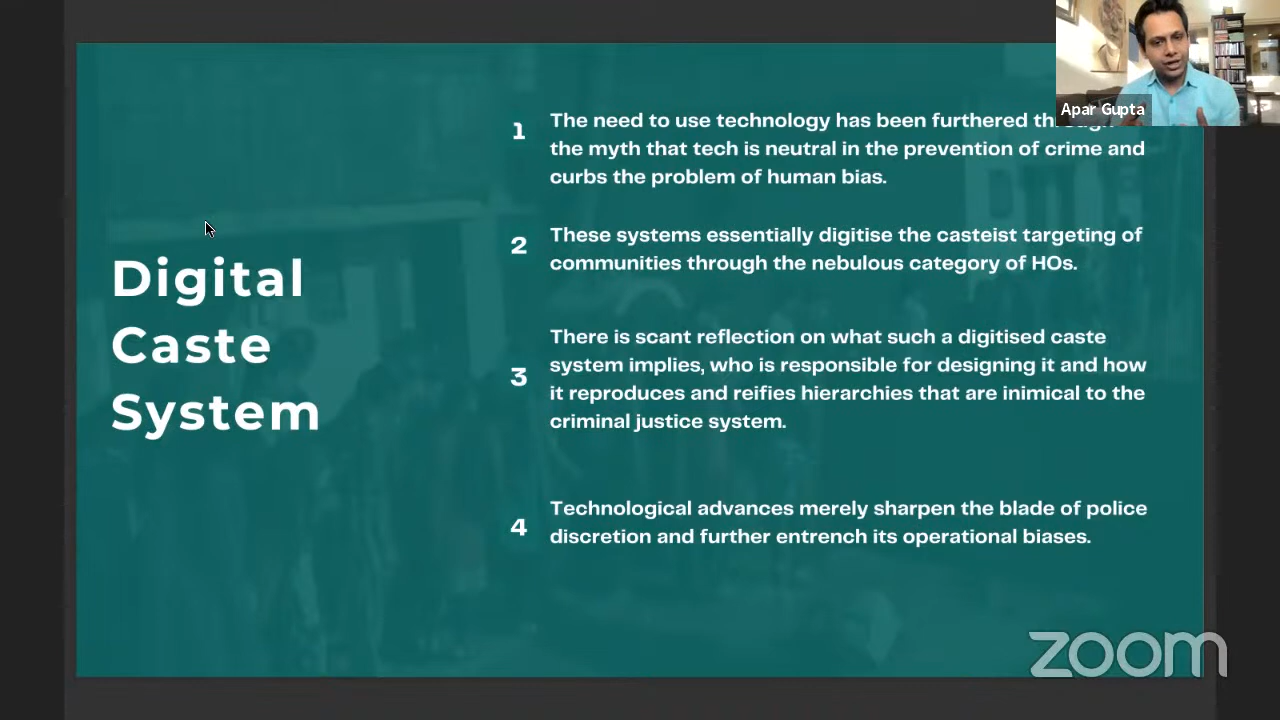 Apar Gupta
Digital
Caste
System
1
The need to use technology has been furthered
the myth that tech is neutral in the prevention of crime and
curbs the problem of human bias.
2
These systems essentially digitise the casteist targeting of
communities through the nebulous category of HOs.
3
There is scant reflection on what such a digitised caste
system implies, who is responsible for designing it and how
it reproduces and reifies hierarchies that are inimical to the
criminal justice system.
4
Technological advances merely sharpen the blade of police
discretion and further entrench its operational biases.
zoom